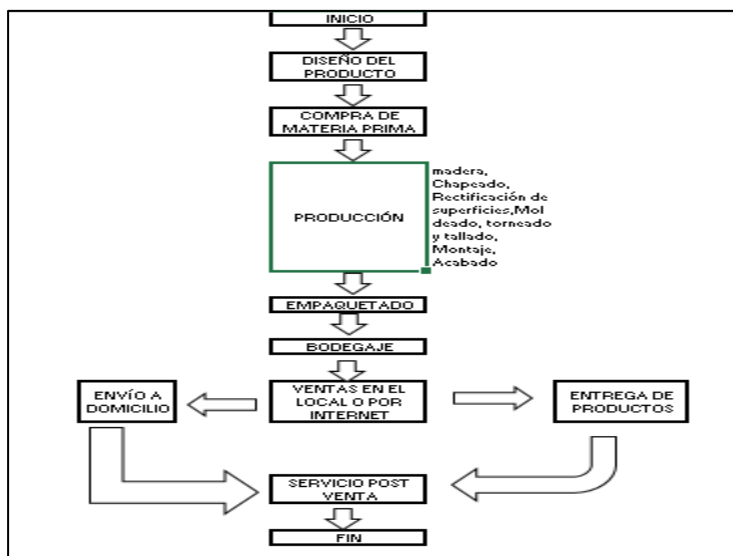 INICIO
DISEÑO DEL
PRODUCTO
COMPRA DE
MATERIA PRIMA
PRODUCCIÓN
madera,
Chapeado,
Rectificación de
superficies,Mol
deado, torneado
y tallado,
Montaje,
Acabado
EMPAQUETADO
BODEGAJE
ENVÍO A
DOMICILIO
VENTAS EN EL
LOCAL O POR
INTERNET
ENTREGA DE
PRODUCTOS
SERVICIO POST
VENTA
FIN